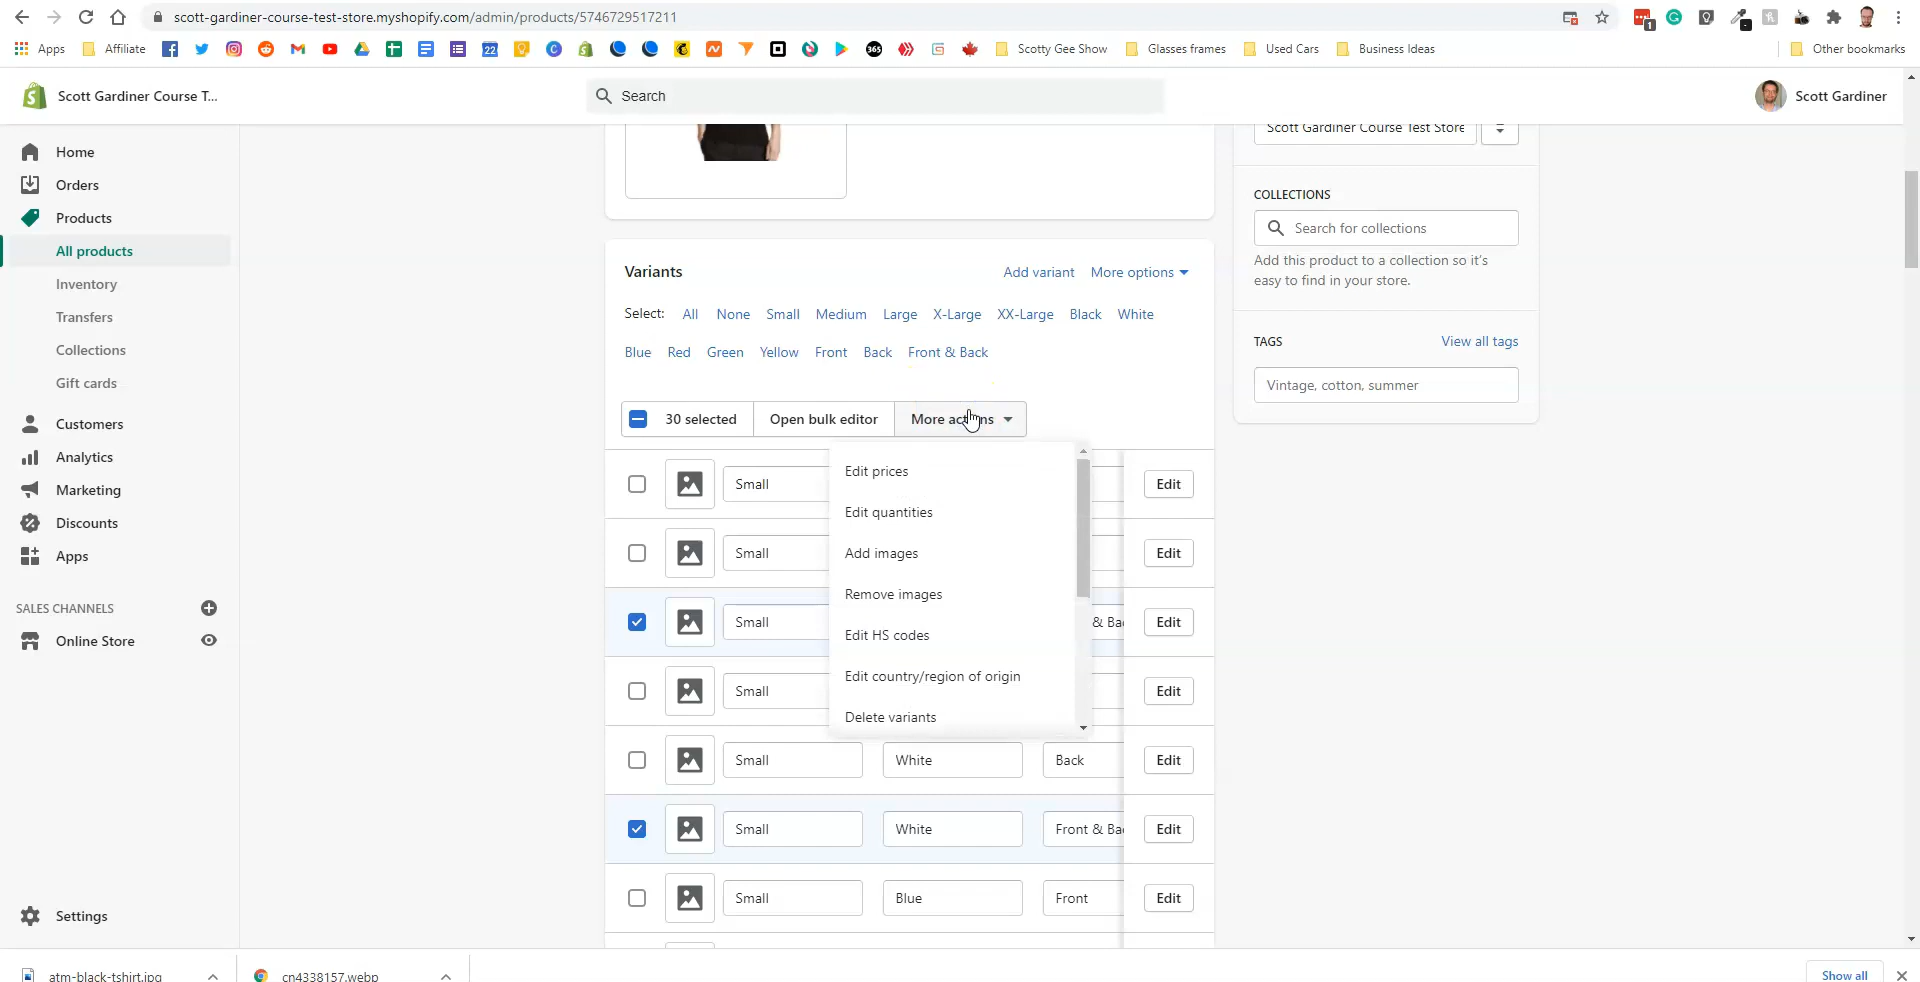 scott-gardiner-course-test-store.myshopify.com/admin/products/5746729517211
1
Apps
Affiliate
22
365
Scotty Gee Show
Glasses frames
Used Cars
Business Ideas
Other bookmarks
Scott Gardiner Course T...
Search
Scott Gardiner
Home
Orders
Products
All products
Inventory
Transfers
Collections
Gift cards
Customers
Analytics
Marketing
Discounts
Apps
SALES CHANNELS
Online Store
Settings
Variants
Add variant More options
Select: All None Small Medium Large X-Large XX-Large Black White
Blue Red Green Yellow Front Back Front & Back
30 selected Open bulk editor More actions
Edit prices
Edit quantities
Add images
Remove images
Edit HS codes
Edit country/region of origin
Delete variants
Small Edit
Small Edit
Small & Ba Edit
Small Edit
Small White Back Edit
Small White Front & Ba Edit
Small Blue Front Edit
Scott Gardiner Course Test Store
COLLECTIONS
Search for collections
Add this product to a collection so it's
easy to find in your store.
TAGS View all tags
Vintage, cotton, summer
atm-black-tshirt.jpg
cn4338157.webp
Show all